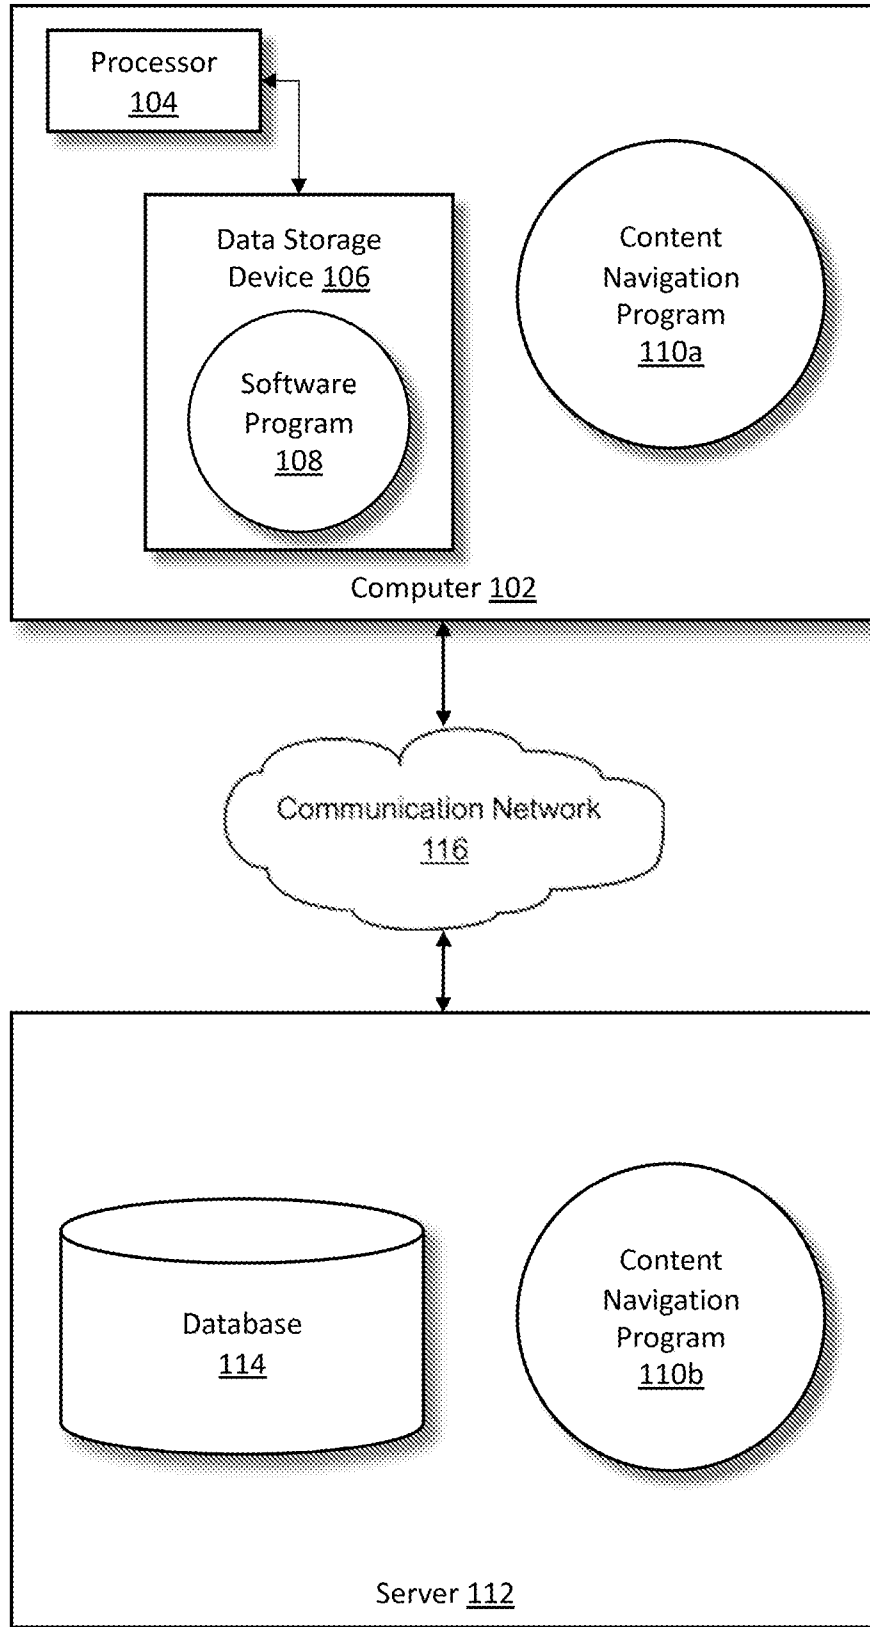 Processor
104
Data Storage
Device 106
Software
Program
108
Content
Navigation
Program
110a
Computer 102
Communication Network
116
Database
114
Content
Navigation
Program
110b
Server 112